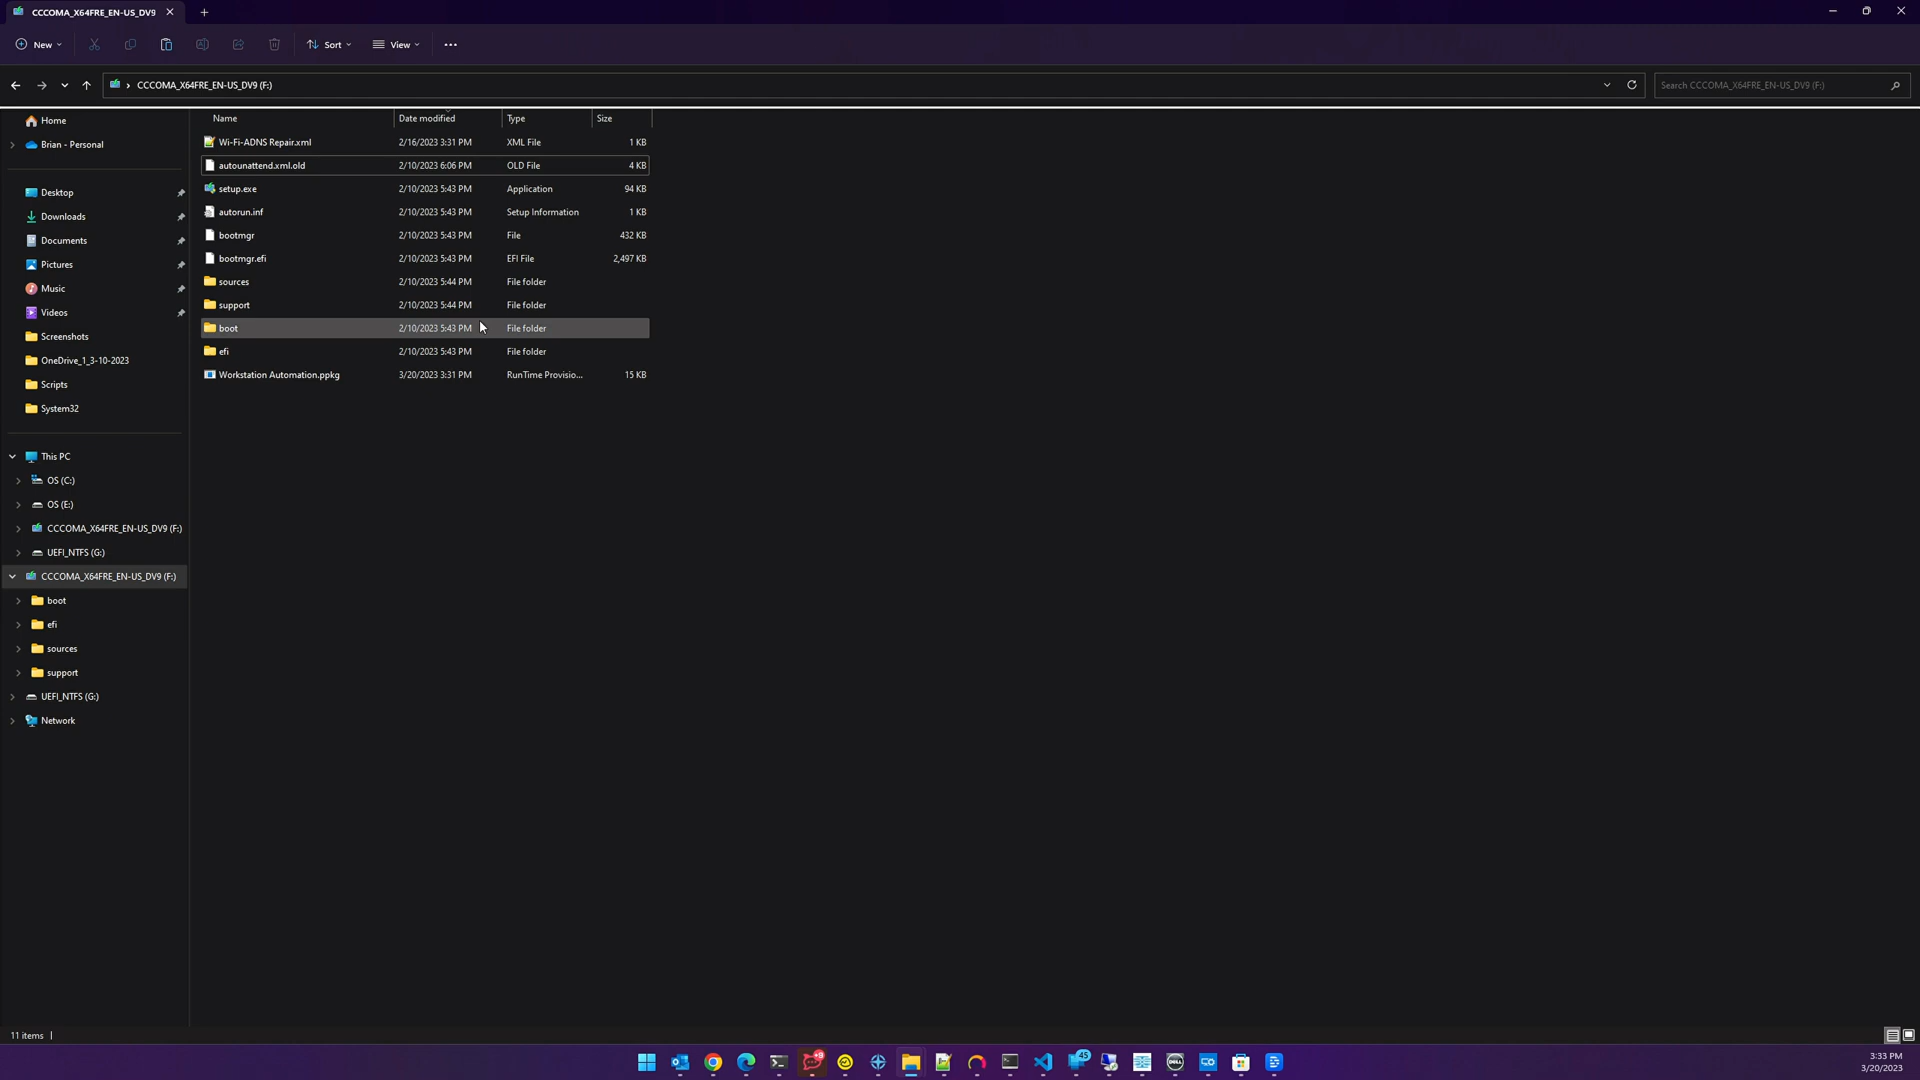 CCCOMA_X64FRE_EN-US_DV9
New
Sort
View
CCCOMA_X64FRE_EN-US_DV9 (F:)
Search CCCOMA_X64FRE_EN-US_DV9 (F:)
Home
Brian - Personal
Desktop
Downloads
Documents
Pictures
Music
Videos
Screenshots
OneDrive_1_3-10-2023
Scripts
System32
This PC
OS (C:)
OS (E:)
CCCOMA_X64FRE_EN-US_DV9 (F:)
UEFI_NTFS (G:)
CCCOMA_X64FRE_EN-US_DV9 (F:)
boot
efi
sources
support
UEFI_NTFS (G:)
Network
Name Date modified Type Size
Wi-Fi-ADNS Repair.xml 2/16/2023 3:31 PM XML File 1 KB
autounattend.xml.old 2/10/2023 6:06 PM OLD File 4 KB
setup.exe 2/10/2023 5:43 PM Application 94 KB
autorun.inf 2/10/2023 5:43 PM Setup Information 1 KB
bootmgr 2/10/2023 5:43 PM File 432 KB
bootmgr.efi 2/10/2023 5:43 PM EFI File 2,497 KB
sources 2/10/2023 5:44 PM File folder
support 2/10/2023 5:44 PM File folder
boot 2/10/2023 5:43 PM File folder
efi 2/10/2023 5:43 PM File folder
Workstation Automation.ppkg 3/20/2023 3:31 PM RunTime Provisio... 15 KB
11 items
+9
45
DELL
3:33 PM
3/20/2023